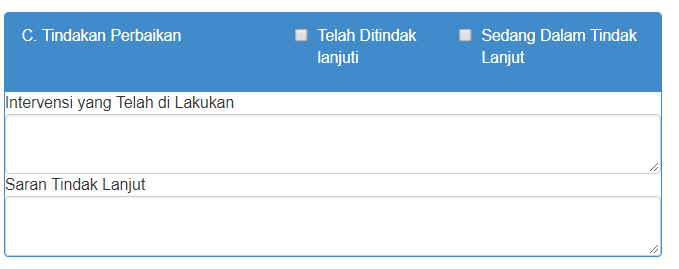 C. Tindakan Perbaikan
Telah Ditindak
lanjuti
Sedang Dalam Tindak
Lanjut
Intervensi yang Telah di Lakukan
Saran Tindak Lanjut